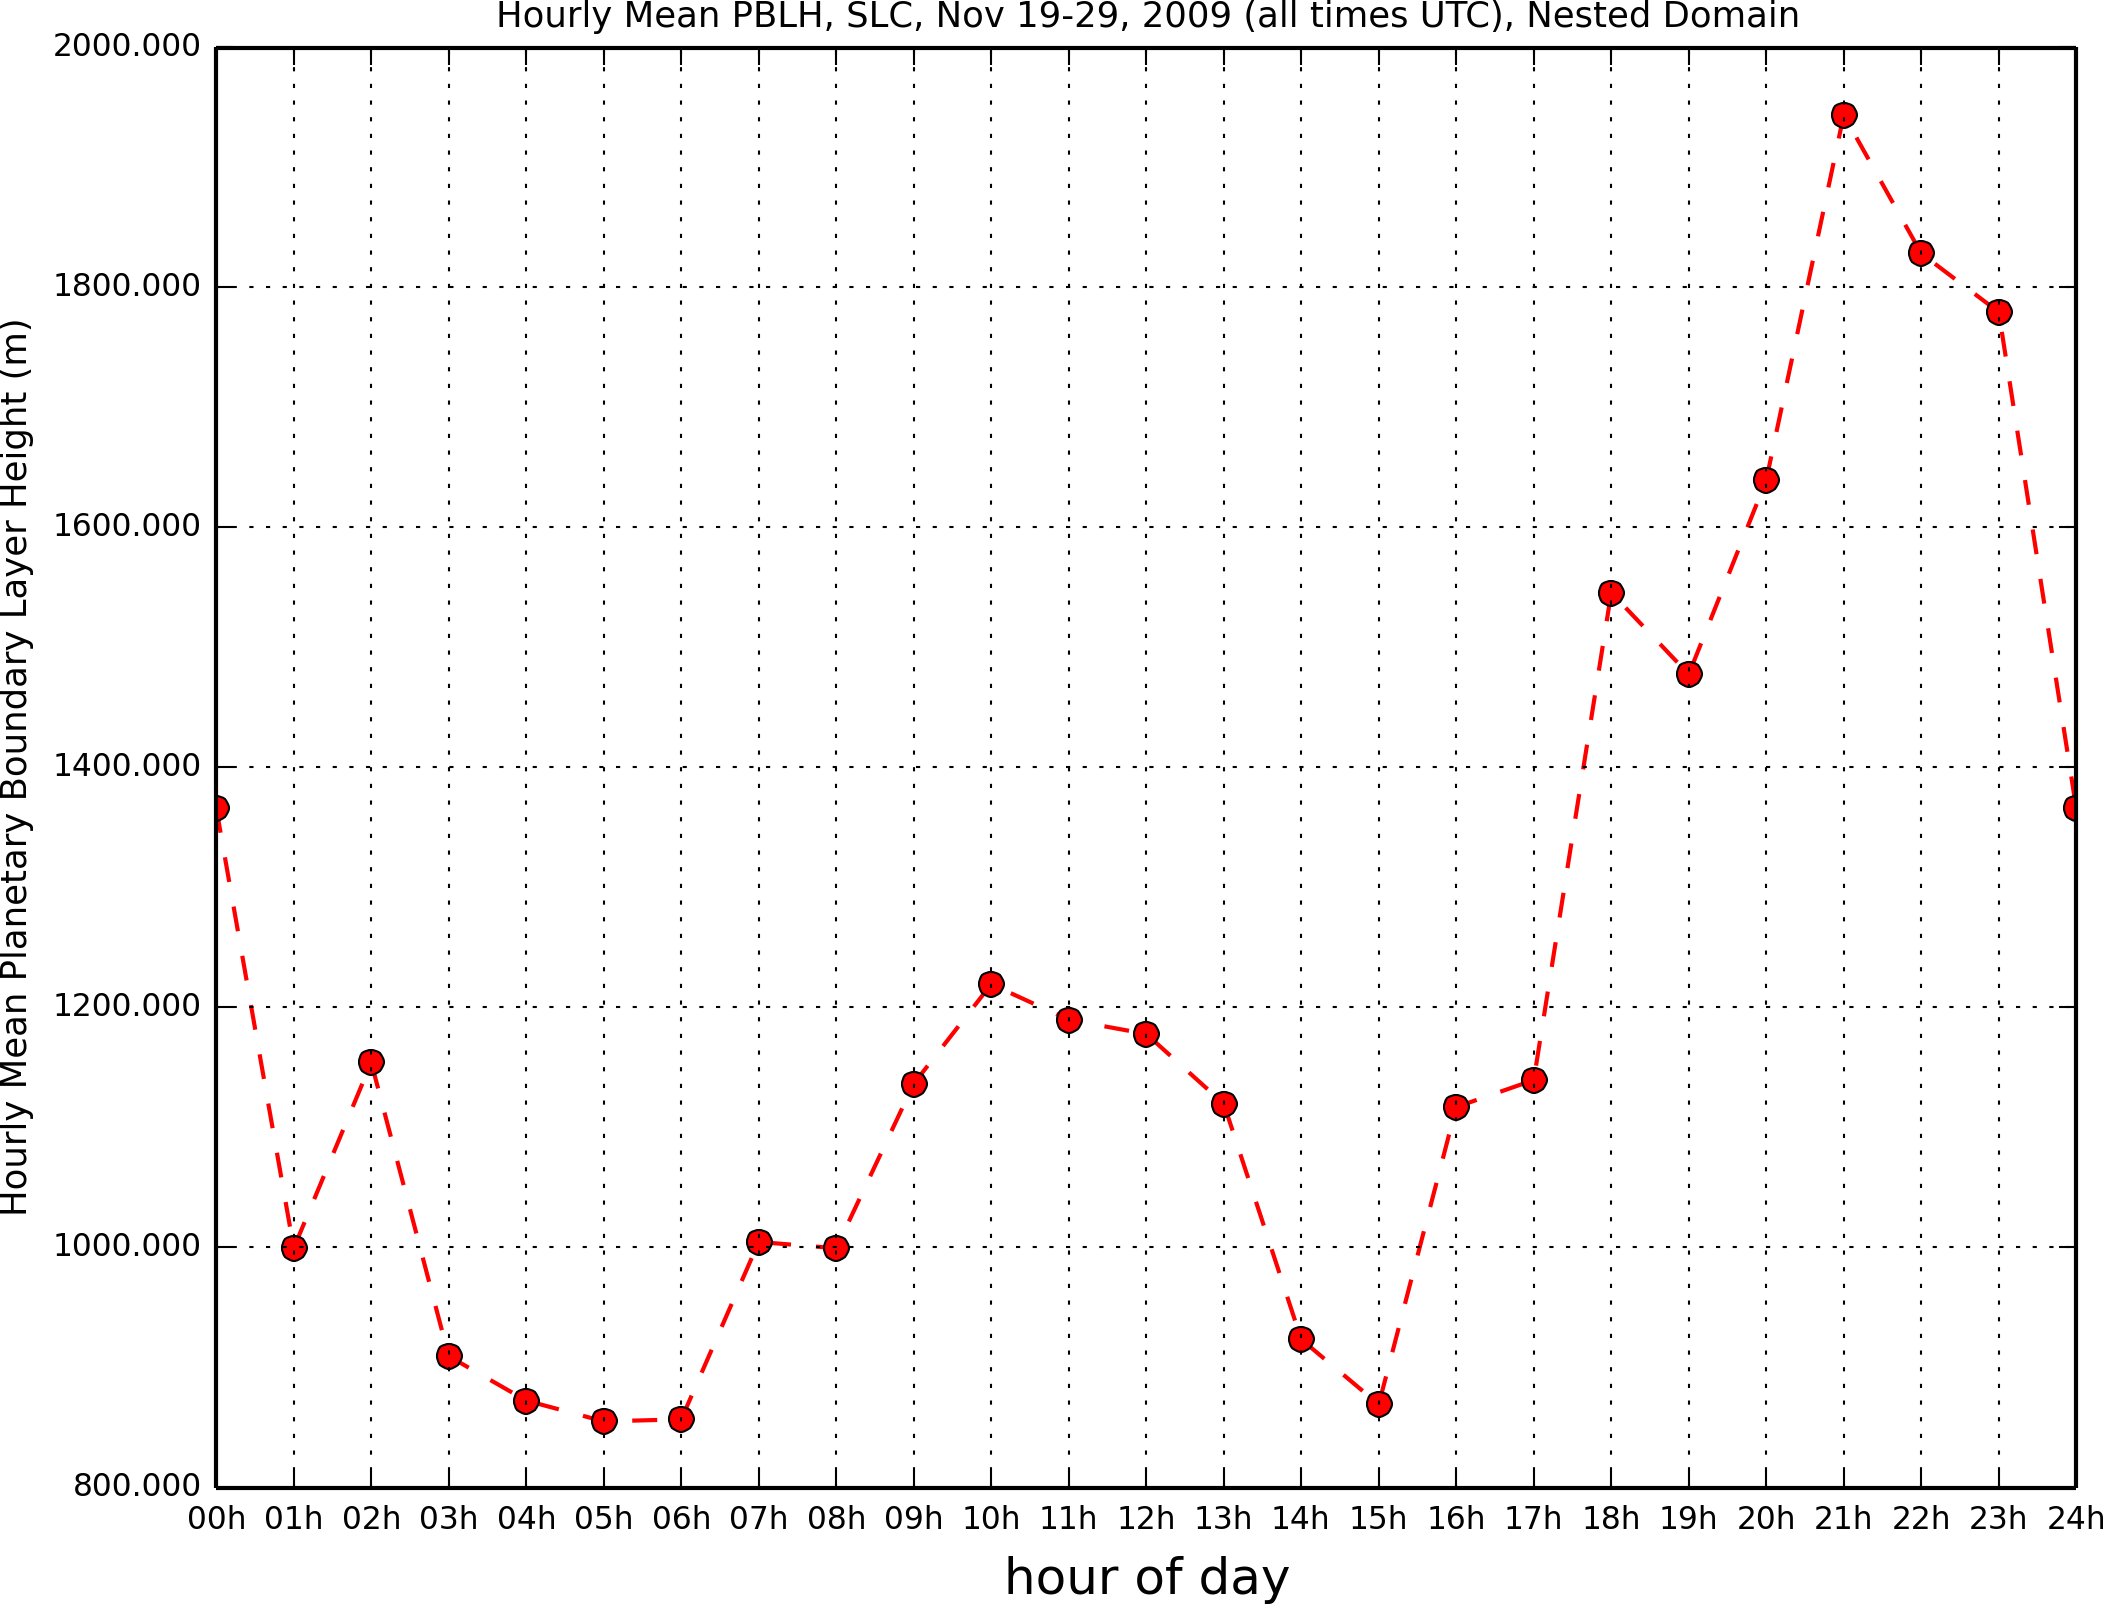 Hourly Mean PBLH, SLC, Nov 19-29, 2009 (all times UTC), Nested Domain
Hourly Mean Planetary Boundary Layer Height (m)
2000.000
1800.000
1600.000
1400.000
1200.000
1000.000
800.000
00h 01h 02h 03h 04h 05h 06h 07h 08h 09h 10h 11h 12h 13h 14h 15h 16h 17h 18h 19h 20h 21h 22h 23h 24h
hour of day